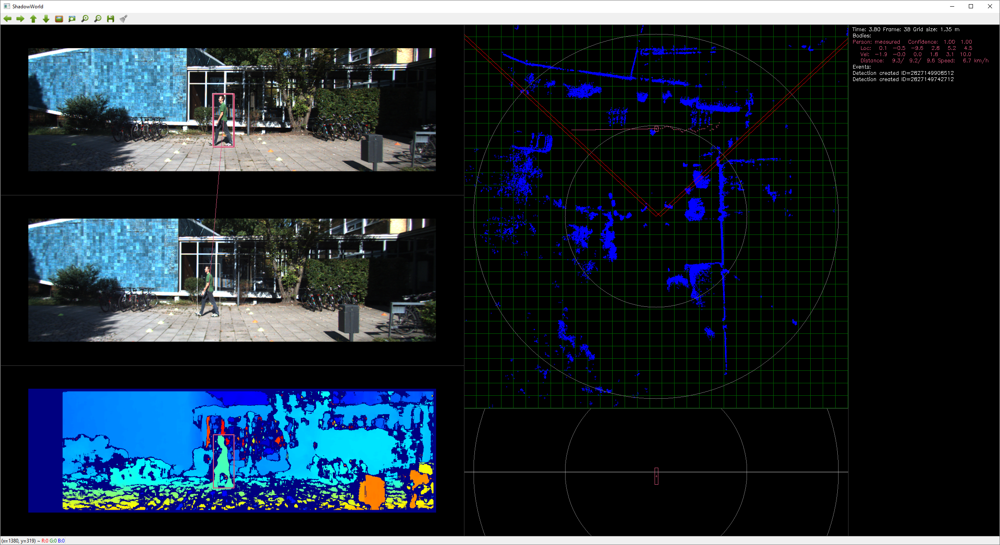 ShadowWorld
Time: 3.80 Frame: 38 Grid size: 1.35 m
Bodies:
Person: measured Confidence: 1.00 1.00
Loc: 0.1 -0.5 -9.6 2.8 5.2 4.5
Vel: -1.9 -0.0 0.0 1.8 3.1 10.0
Distance: 9.3/ 9.2/ 9.6 Speed: 6.7 km/h
Events:
Detection created ID=2827149908512
Detection created ID=2827149742712
(x=1380, y=319) ~ R:0 G:0 B:0